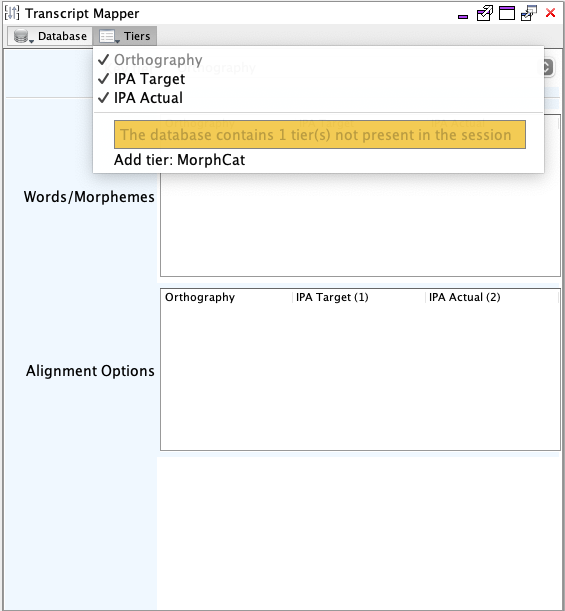 Transcript Mapper
Database Tiers
✓ Orthography
✓ IPA Target
✓ IPA Actual
The database contains 1 tier(s) not present in the session
Add tier: MorphCat
Words/Morphemes
Orthography IPA Target (1) IPA Actual (2)
Alignment Options